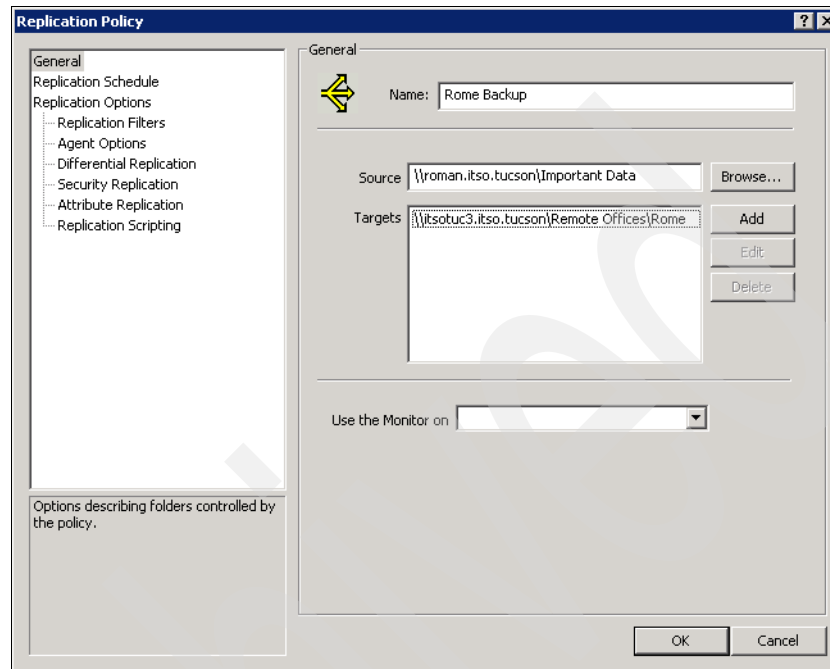 Replication Policy
General
Replication Schedule
Replication Options
Replication Filters
Agent Options
Differential Replication
Security Replication
Attribute Replication
Replication Scripting
Options describing folders controlled by
the policy.
General
Name: Rome Backup
Source \\roman.itso.tucson\Important Data Browse...
Targets \\itsotuc3.itso.tucson\Remote Offices\Rome Add
Edit
Delete
Use the Monitor on
OK Cancel